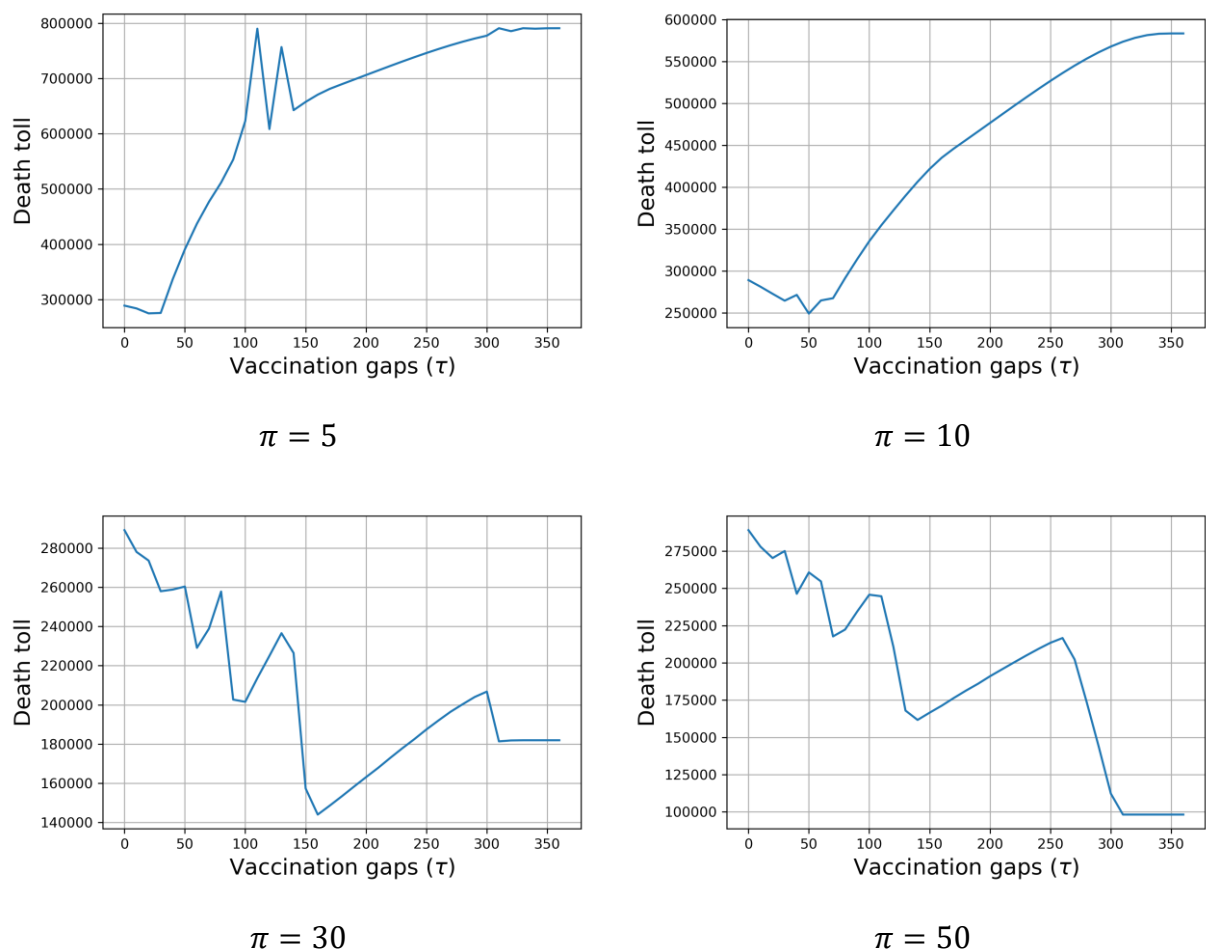 800000
700000
600000
500000
400000
300000
Death toll
0 50 100 150 200 250 300 350
Vaccination gaps (τ)
π = 5
600000
550000
500000
450000
400000
350000
300000
250000
Death toll
0 50 100 150 200 250 300 350
Vaccination gaps (τ)
π = 10
280000
260000
240000
220000
200000
180000
160000
140000
Death toll
0 50 100 150 200 250 300 350
Vaccination gaps (τ)
π = 30
275000
250000
225000
200000
175000
150000
125000
100000
Death toll
0 50 100 150 200 250 300 350
Vaccination gaps (τ)
π = 50